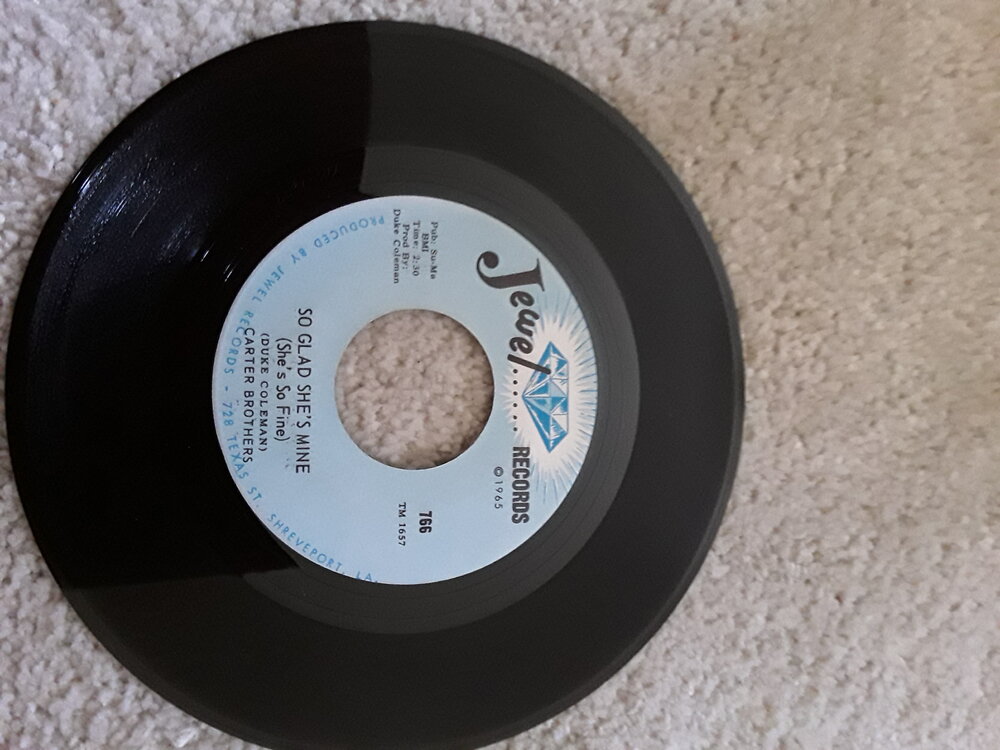 Jewel......
RECORDS
©1965
Pub: Su-Ma
BMI
Time: 2:30
Prod By:
Duke Coleman
766
TM 1657
SO GLAD SHE'S MINE
(She's So Fine)
(DUKE COLEMAN)
CARTER BROTHERS
PRODUCED BY JEWEL RECORDS - 728 TEXAS ST. SHREVEPORT, LA.